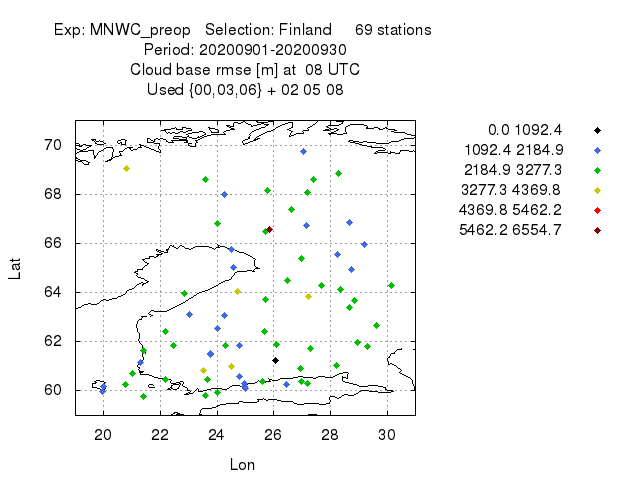 Exp: MNWC_preop   Selection: Finland     69 stations
Period: 20200901-20200930
Cloud base rmse [m] at  08 UTC
Used {00,03,06} + 02 05 08
0.0 1092.4
1092.4 2184.9
2184.9 3277.3
3277.3 4369.8
4369.8 5462.2
5462.2 6554.7
70
68
66
64
62
60
Lat
20 22 24 26 28 30
Lon